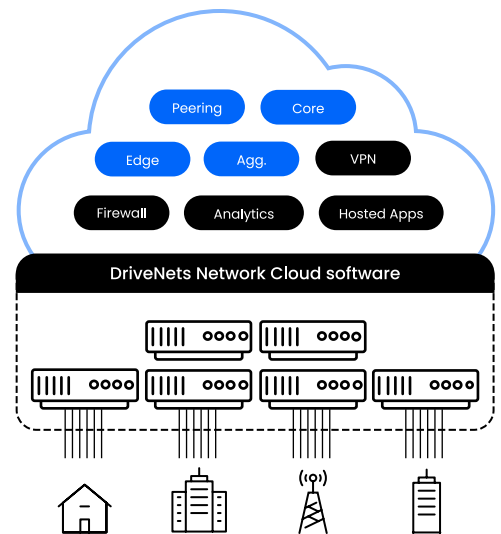 Peering
Core
Edge
Agg.
VPN
Firewall
Analytics
Hosted Apps
DriveNets Network Cloud software